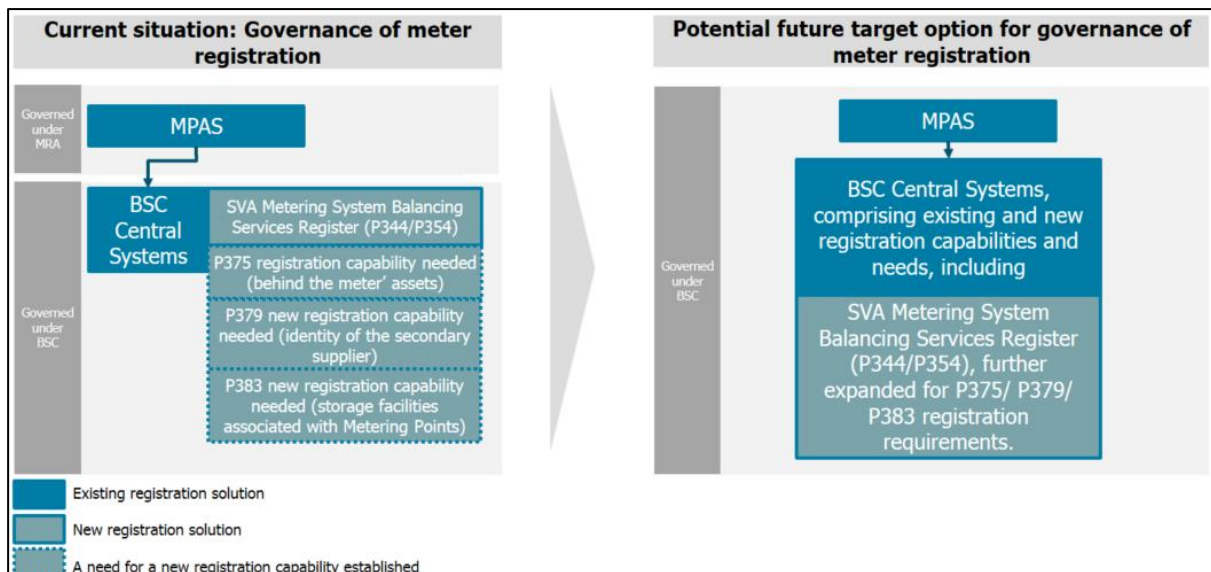 Current situation: Governance of meter
registration
Governed
under
MRA
MPAS
Governed
under
BSC
BSC
Central
Systems
SVA Metering System Balancing
Services Register (P344/P354)
P375 registration capability needed
(behind the meter’ assets)
P379 new registration capability
needed (identity of the secondary
supplier)
P383 new registration capability
needed (storage facilities
associated with Metering Points)
Potential future target option for governance of
meter registration
Governed
under
BSC
MPAS
BSC Central Systems,
comprising existing and new
registration capabilities and
needs, including
SVA Metering System
Balancing Services Register
(P344/P354), further
expanded for P375/ P379/
P383 registration
requirements.
Existing registration solution
New registration solution
A need for a new registration capability established